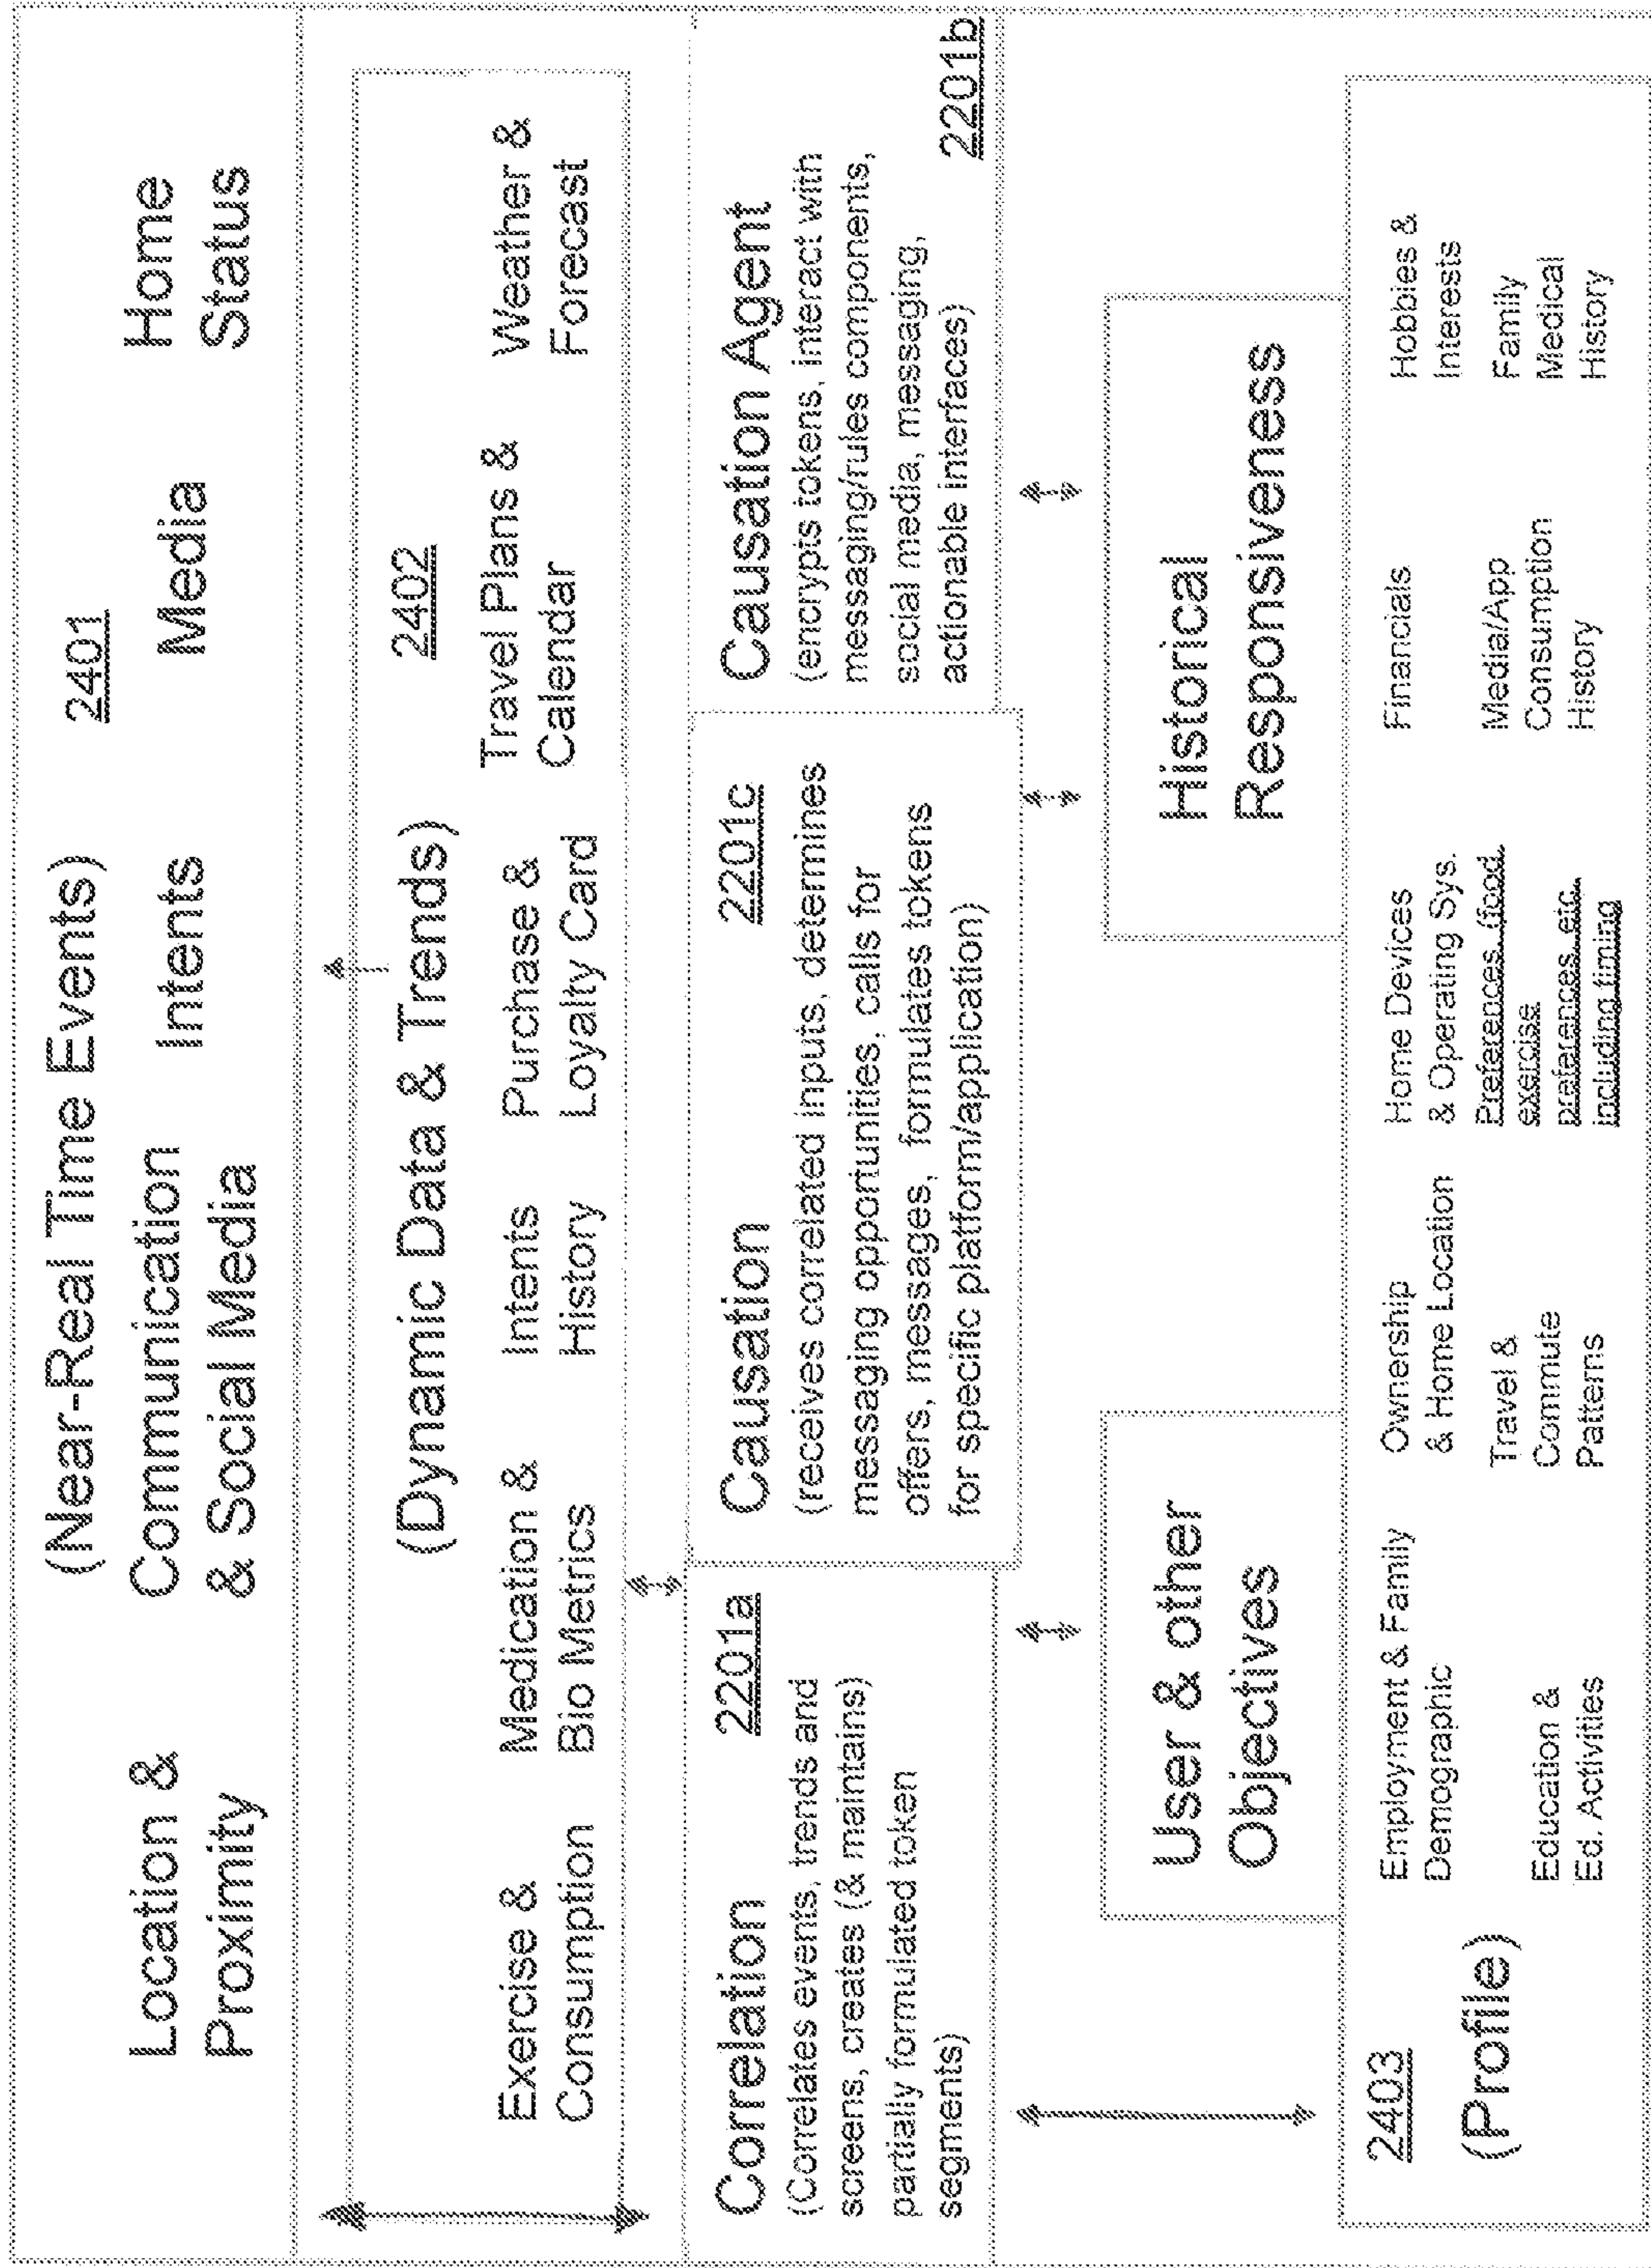 (Near-Real Time Events) 2401
Location &
Proximity
Communication
& Social Media
Intents
Media
Home
Status
(Dynamic Data & Trends) 2402
Exercise &
Consumption
Medication &
Bio Metrics
Intents
History
Purchase &
Loyalty Card
Travel Plans &
Calendar
Weather &
Forecast
Correlation 2201a
(Correlates events, trends and
screens, creates (& maintains)
partially formulated token
segments)
Causation 2201c
(receives correlated inputs, determines
messaging opportunities, calls for
offers, messages, formulates tokens
for specific platform/application)
Causation Agent
(encrypts tokens, interact with
messaging/rules components,
social media, messaging,
actionable interfaces)
2201b
User & other
Objectives
Historical
Responsiveness
2403
(Profile)
Employment & Family
Demographic
Education &
Ed. Activities
Ownership
& Home Location
Travel &
Commute
Patterns
Home Devices
& Operating Sys.
Preferences (food,
exercise
preferences, etc.
including timing
Financials
Media/App
Consumption
History
Hobbies &
Interests
Family
Medical
History